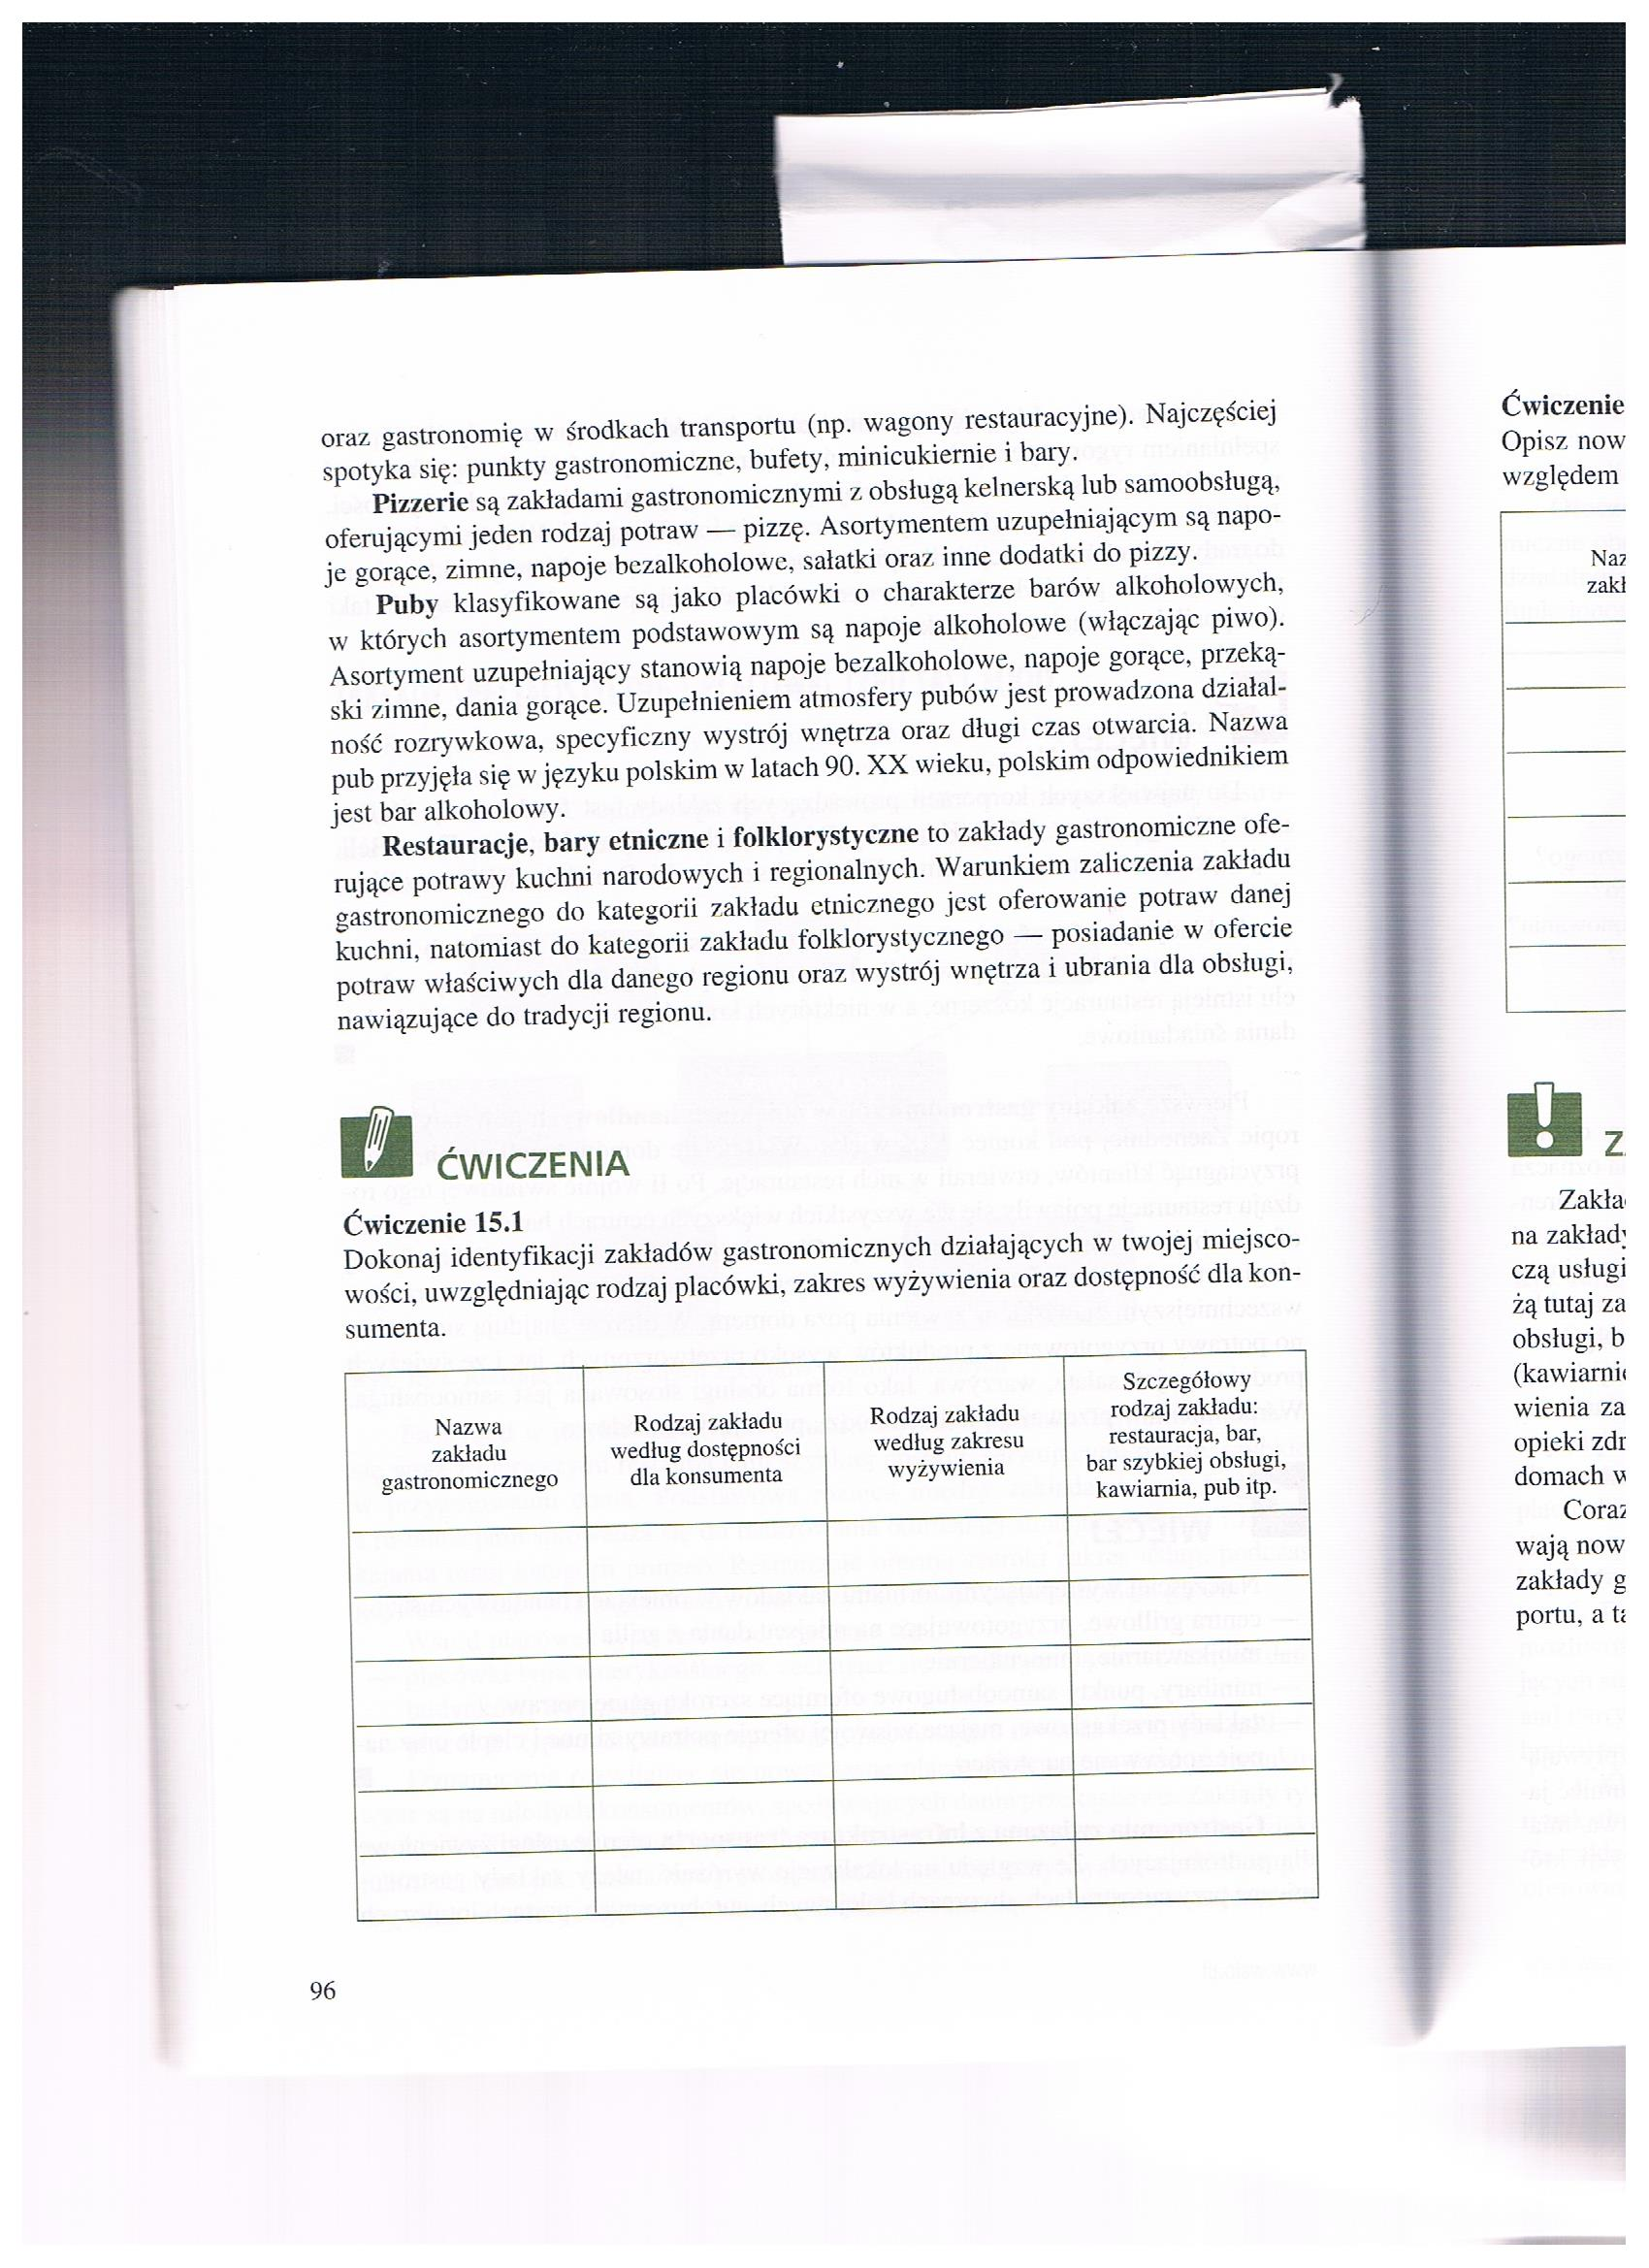 oraz gastronomię w środkach transportu (np. wagony restauracyjne). Najczęściej
spotyka się: punkty gastronomiczne, bufety, minicukiernie i bary.
Pizzerie są zakładami gastronomicznymi z obsługą kelnerską lub samoobsługą,
oferującymi jeden rodzaj potraw — pizzę. Asortymentem uzupełniającym są napo-
je gorące, zimne, napoje bezalkoholowe, sałatki oraz inne dodatki do pizzy.
Puby klasyfikowane są jako placówki o charakterze barów alkoholowych,
w których asortymentem podstawowym są napoje alkoholowe (włączając piwo).
Asortyment uzupełniający stanowią napoje bezalkoholowe, napoje gorące, przeką-
ski zimne, dania gorące. Uzupełnieniem atmosfery pubów jest prowadzona działal-
ność rozrywkowa, specyficzny wystrój wnętrza oraz długi czas otwarcia. Nazwa
pub przyjęła się w języku polskim w latach 90. XX wieku, polskim odpowiednikiem
jest bar alkoholowy.
Restauracje, bary etniczne i folklorystyczne to zakłady gastronomiczne ofe-
rujące potrawy kuchni narodowych i regionalnych. Warunkiem zaliczenia zakładu
gastronomicznego do kategorii zakładu etnicznego jest oferowanie potraw danej
kuchni, natomiast do kategorii zakładu folklorystycznego — posiadanie w ofercie
potraw właściwych dla danego regionu oraz wystrój wnętrza i ubrania dla obsługi,
nawiązujące do tradycji regionu.
ĆWICZENIA
Ćwiczenie 15.1
Dokonaj identyfikacji zakładów gastronomicznych działających w twojej miejsco-
wości, uwzględniając rodzaj placówki, zakres wyżywienia oraz dostępność dla kon-
sumenta.
Nazwa
zakładu
gastronomicznego
Rodzaj zakładu
według dostępności
dla konsumenta
Rodzaj zakładu
według zakresu
wyżywienia
Szczegółowy
rodzaj zakładu:
restauracja, bar,
bar szybkiej obsługi,
kawiarnia, pub itp.
96
Ćwiczenie
Opisz now
względem
Naz
zakł
Z
Zakła
na zakład
czą usługi
żą tutaj za
obsługi, b
(kawiarni
wienia za
opieki zdr
domach w
Coraz
wają now
zakłady g
portu, a ta